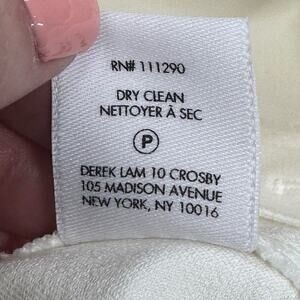 RN# 111290
DRY CLEAN
NETTOYER À SEC
P
DEREK LAM 10 CROSBY
105 MADISON AVENUE
NEW YORK, NY 10016